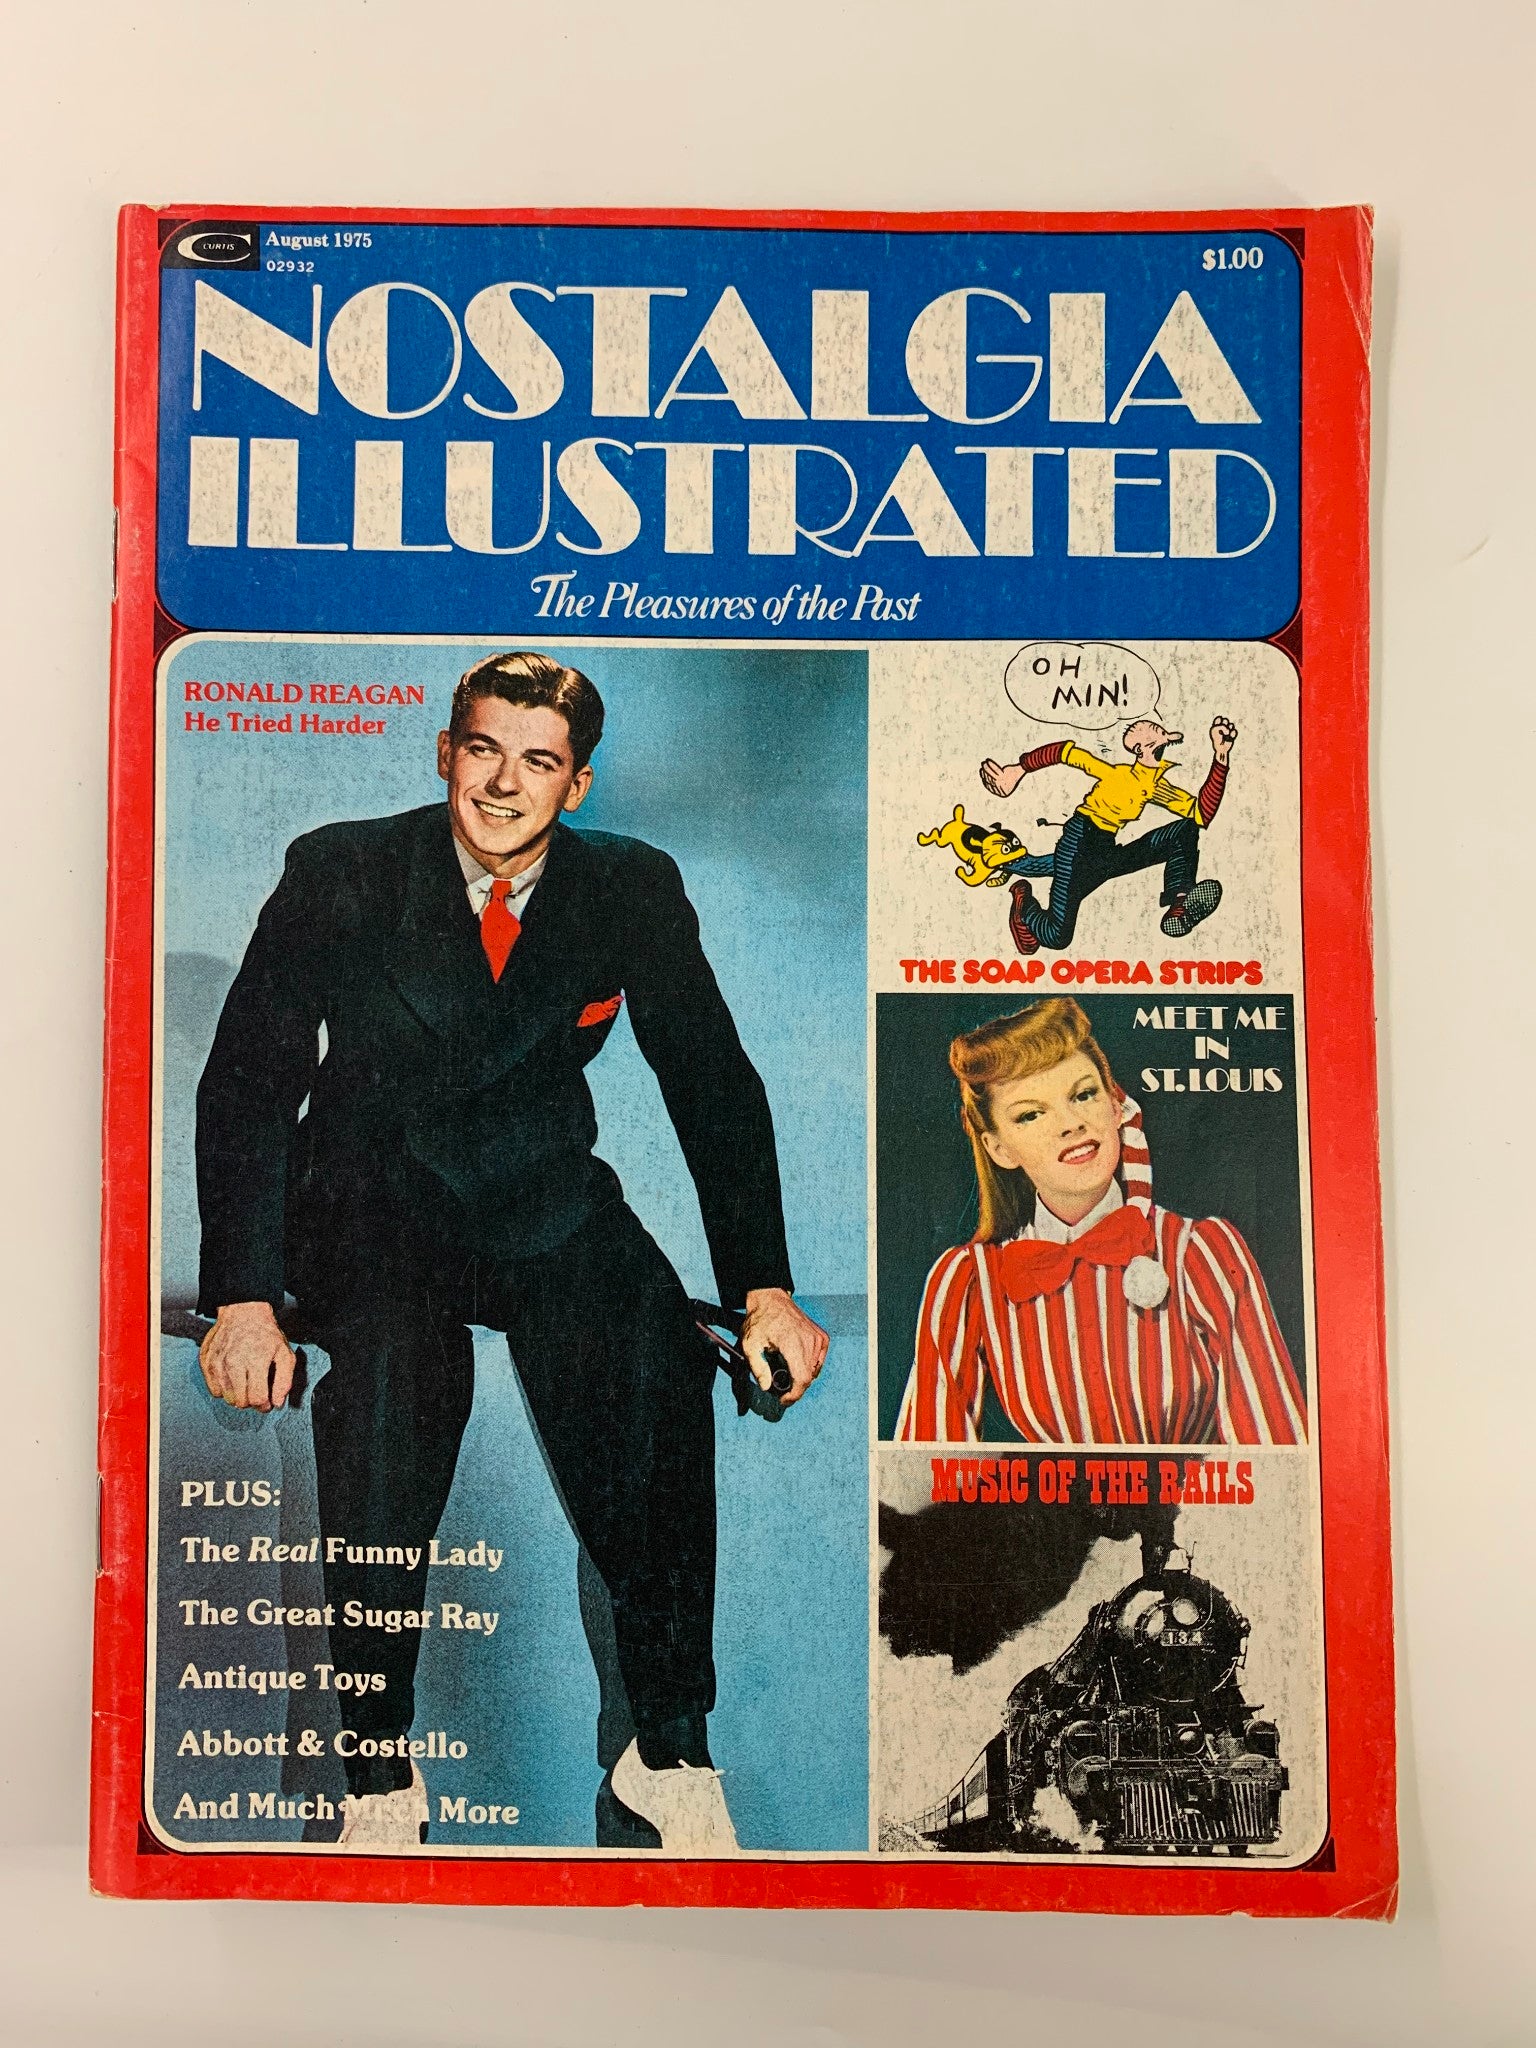 CURTIS
August 1975
02932
$1.00
NOSTALGIA
ILLUSTRATED
The Pleasures of the Past
RONALD REAGAN
He Tried Harder
OH
MIN!
THE SOAP OPERA STRIPS
MEET ME
IN
ST. LOUIS
MUSIC OF THE RAILS
134
PLUS:
The Real Funny Lady
The Great Sugar Ray
Antique Toys
Abbott & Costello
And Much Much More